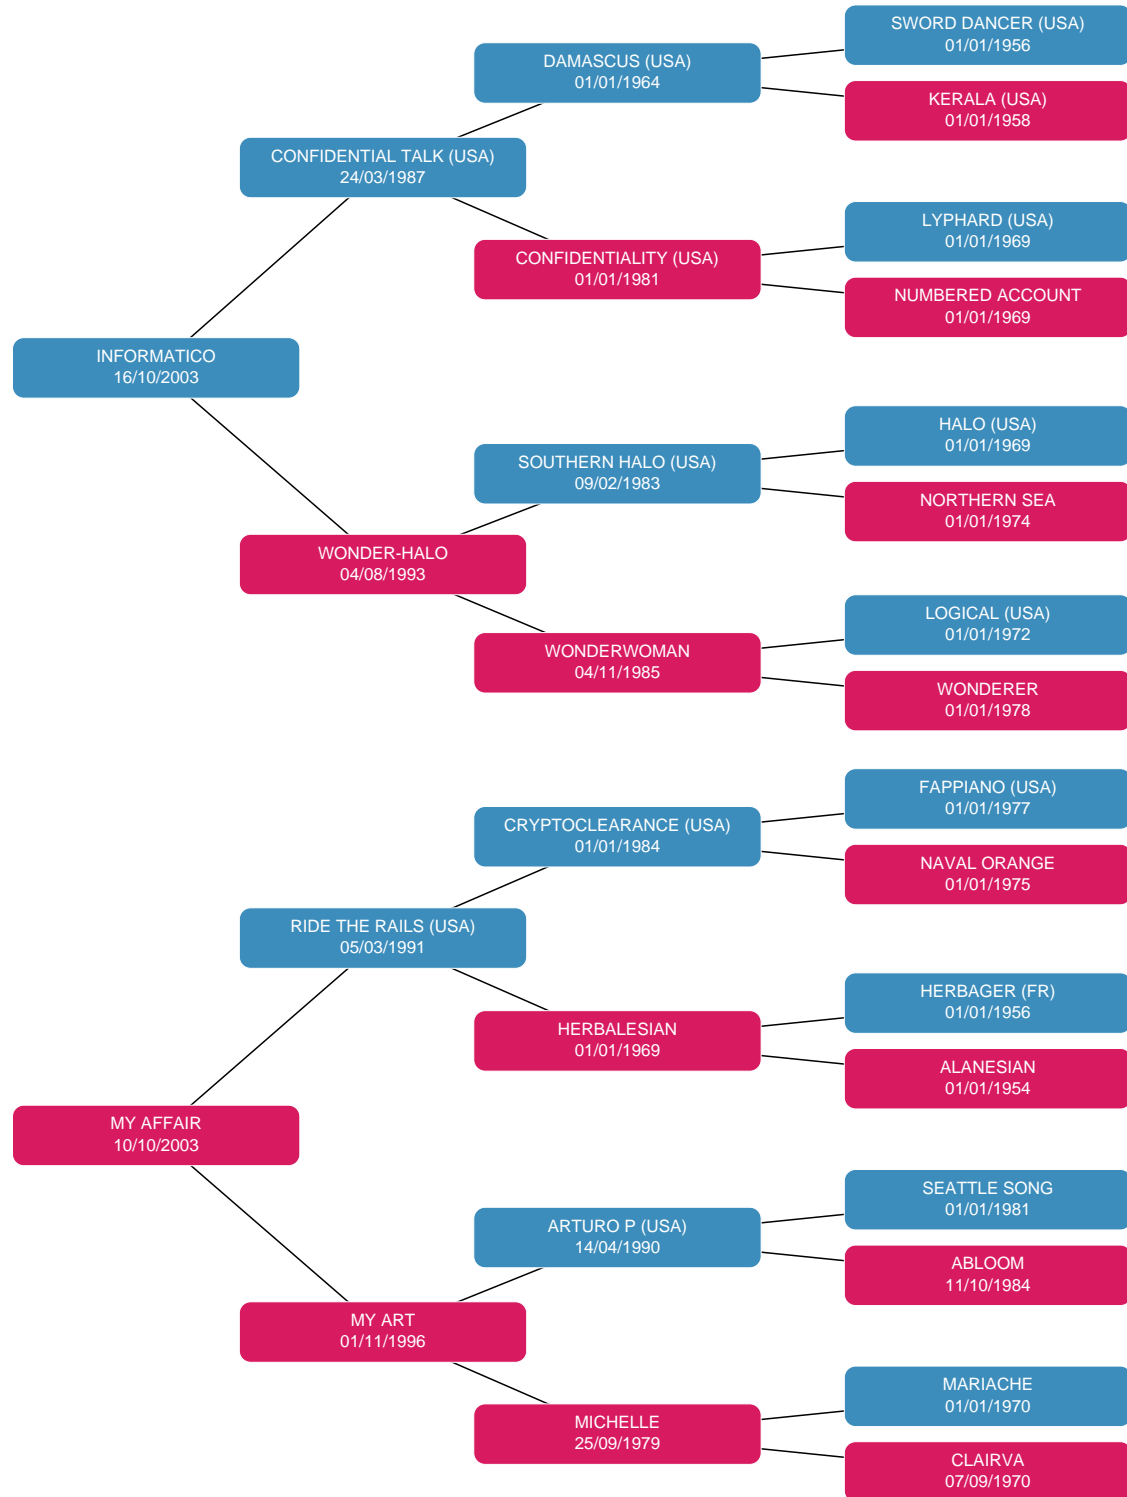 SWORD DANCER (USA)
01/01/1956
DAMASCUS (USA)
01/01/1964
KERALA (USA)
01/01/1958
CONFIDENTIAL TALK (USA)
24/03/1987
LYPHARD (USA)
01/01/1969
CONFIDENTIALITY (USA)
01/01/1981
NUMBERED ACCOUNT
01/01/1969
INFORMATICO
16/10/2003
HALO (USA)
01/01/1969
SOUTHERN HALO (USA)
09/02/1983
NORTHERN SEA
01/01/1974
WONDER-HALO
04/08/1993
LOGICAL (USA)
01/01/1972
WONDERWOMAN
04/11/1985
WONDERER
01/01/1978
FAPPIANO (USA)
01/01/1977
CRYPTOCLEARANCE (USA)
01/01/1984
NAVAL ORANGE
01/01/1975
RIDE THE RAILS (USA)
05/03/1991
HERBAGER (FR)
01/01/1956
HERBALESIAN
01/01/1969
ALANESIAN
01/01/1954
MY AFFAIR
10/10/2003
SEATTLE SONG
01/01/1981
ARTURO P (USA)
14/04/1990
ABLOOM
11/10/1984
MY ART
01/11/1996
MARIACHE
01/01/1970
MICHELLE
25/09/1979
CLAIRVA
07/09/1970